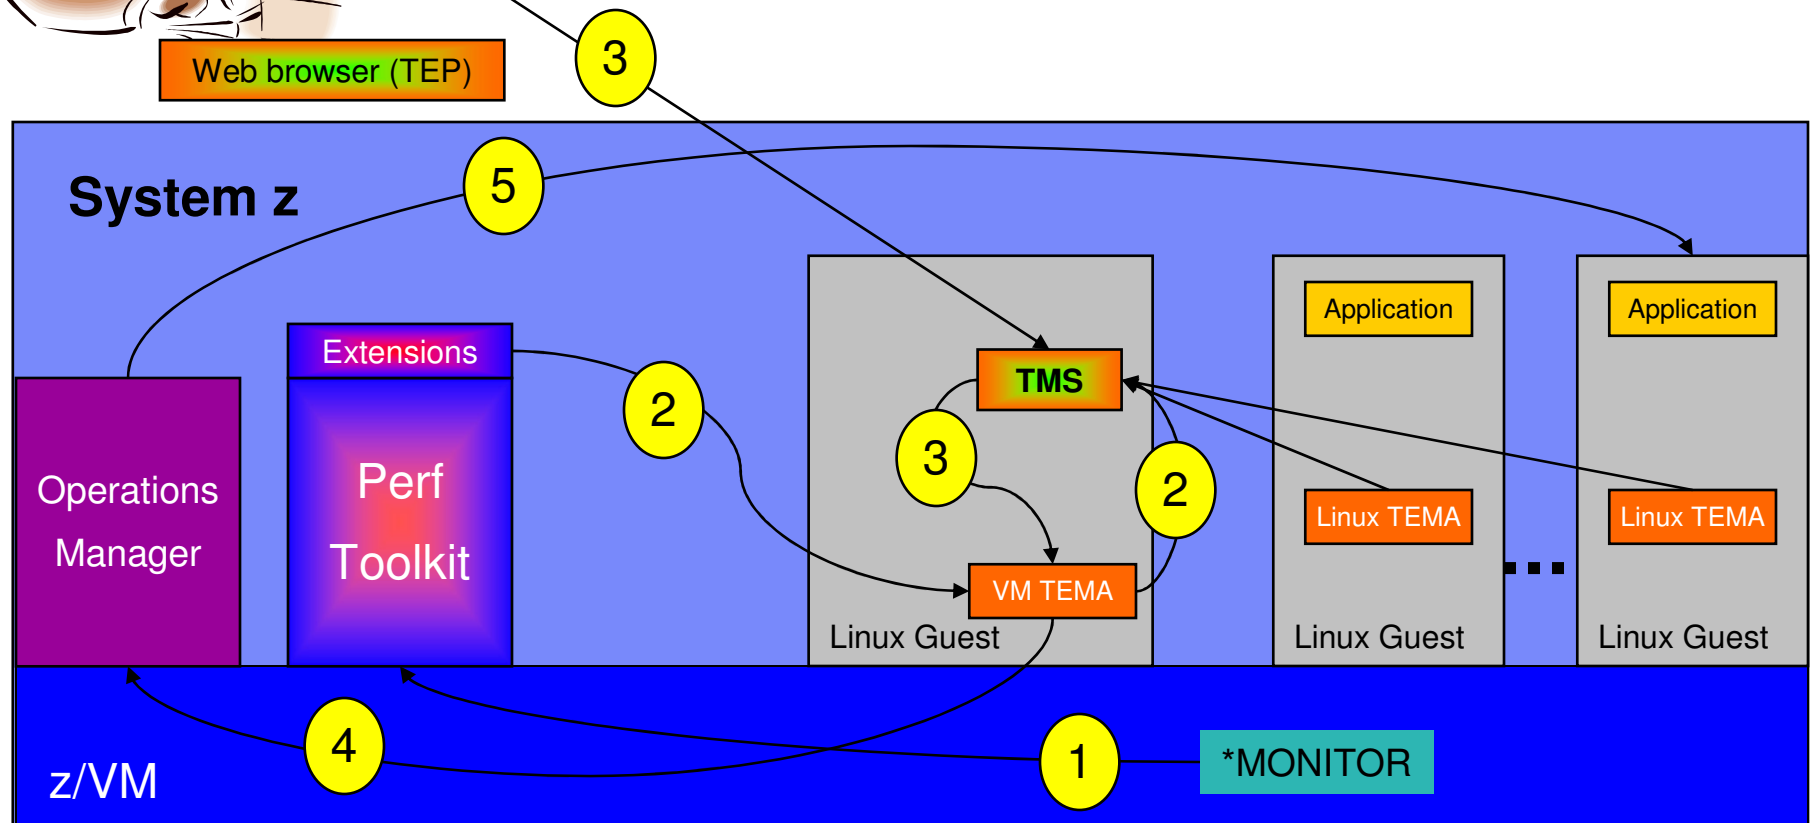 3
Web browser (TEP)
5
System z
Extensions
2
Perf
Toolkit
Operations
Manager
TMS
3
2
VM TEMA
Linux Guest
Application
Linux TEMA
Linux Guest
Application
Linux TEMA
Linux Guest
4
1
*MONITOR
z/VM